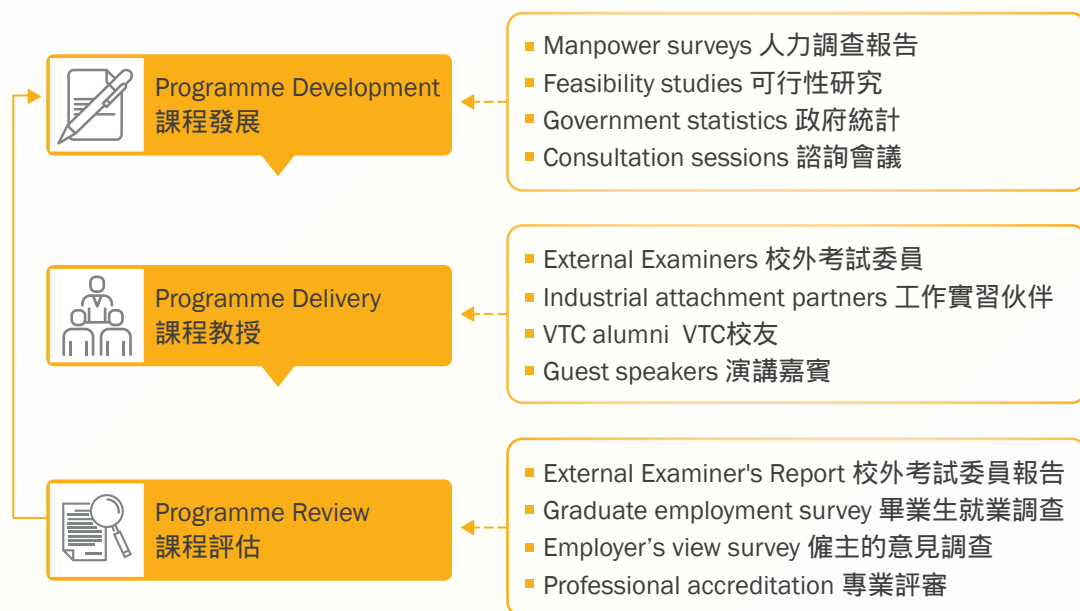 Programme Development
課程發展
Manpower surveys 人力調查報告
Feasibility studies 可行性研究
Government statistics 政府統計
Consultation sessions 諮詢會議
Programme Delivery
課程教授
External Examiners 校外考試委員
Industrial attachment partners 工作實習伙伴
VTC alumni VTC校友
Guest speakers 演講嘉賓
Programme Review
課程評估
External Examiner's Report 校外考試委員報告
Graduate employment survey 畢業生就業調查
Employer’s view survey 僱主的意見調查
Professional accreditation 專業評審